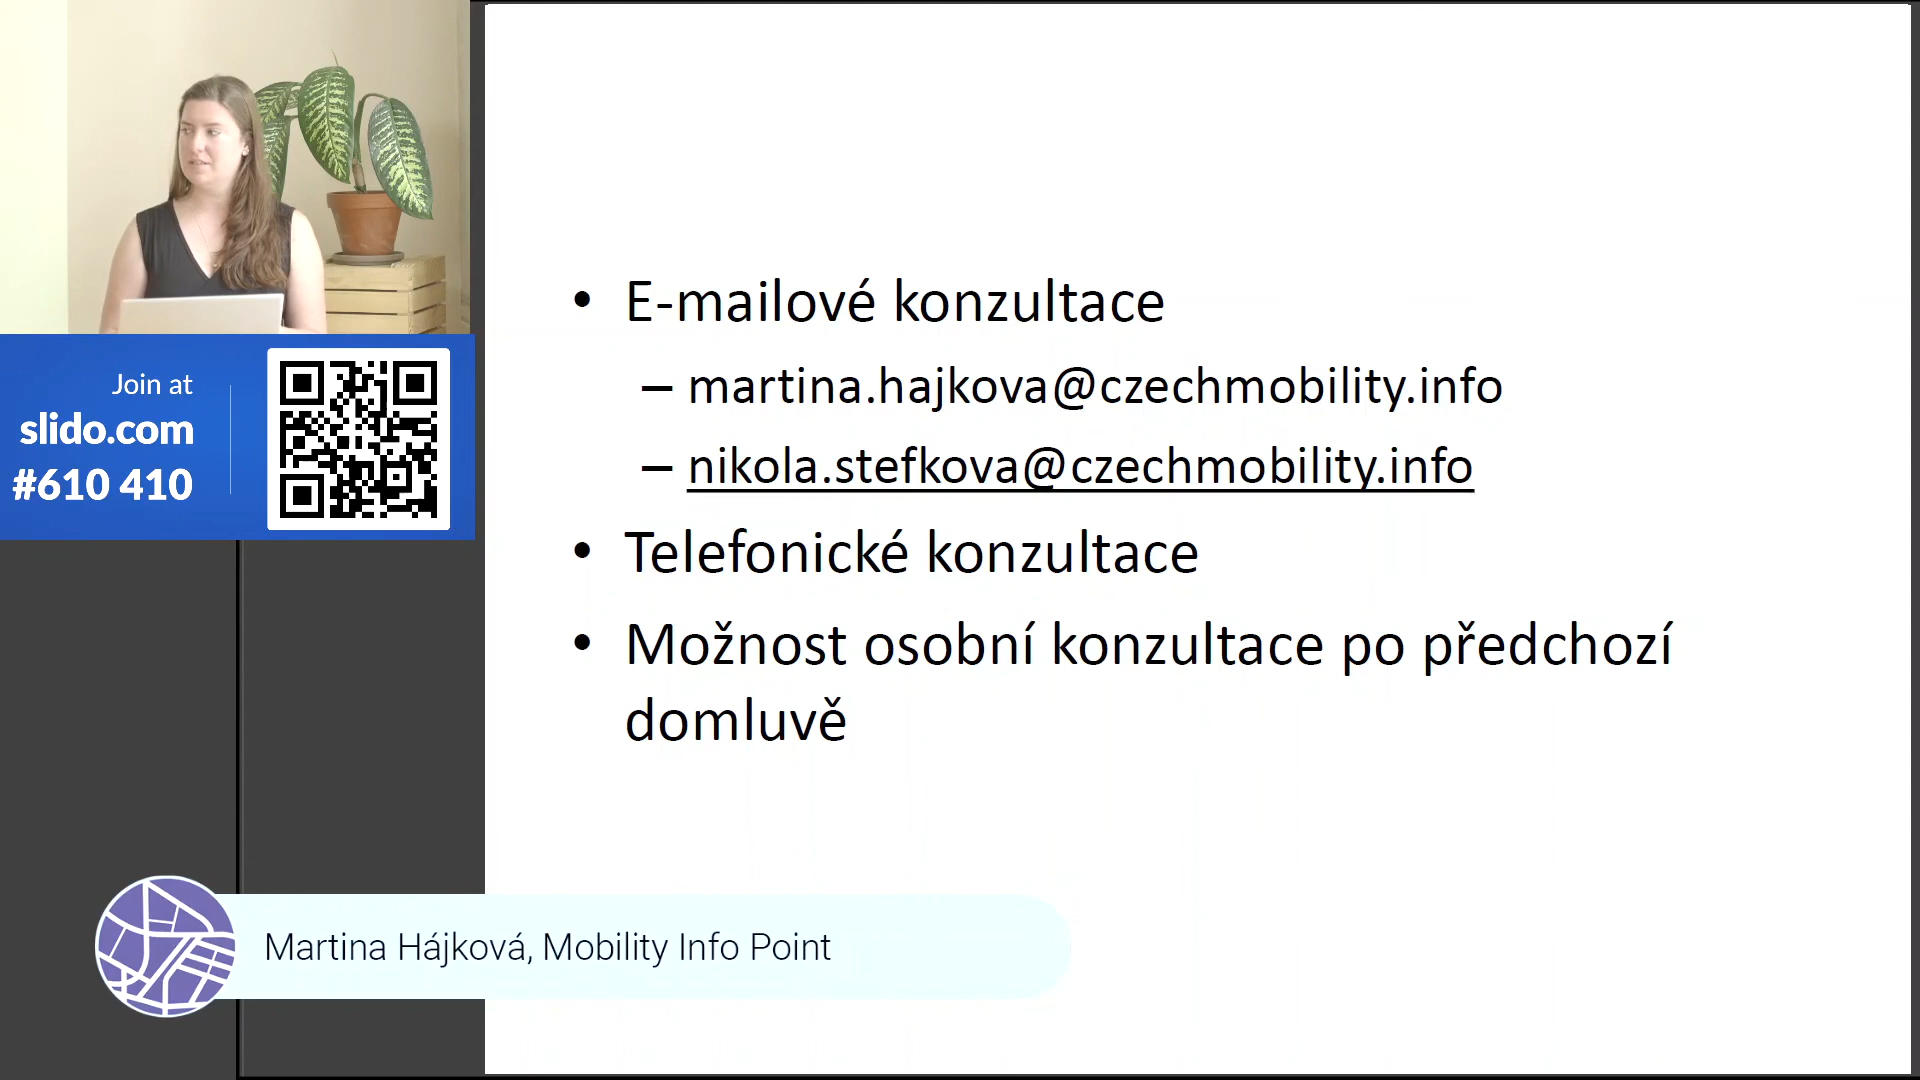 Join at
slido.com
#610 410
• E-mailové konzultace
– martina.hajkova@czechmobility.info
– nikola.stefkova@czechmobility.info
• Telefonické konzultace
• Možnost osobní konzultace po předchozí
domluvě
Martina Hájková, Mobility Info Point